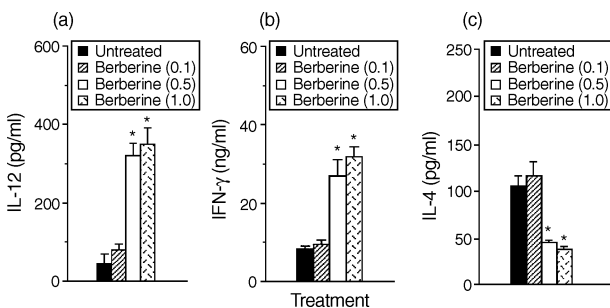 (a)
IL-12 (pg/ml)
600
400
200
0
Untreated
Berberine (0.1)
Berberine (0.5)
Berberine (1.0)
*
*
(b)
IFN-γ (ng/ml)
60
40
20
0
Untreated
Berberine (0.1)
Berberine (0.5)
Berberine (1.0)
*
*
Treatment
(c)
IL-4 (pg/ml)
250
200
150
100
50
0
Untreated
Berberine (0.1)
Berberine (0.5)
Berberine (1.0)
*
*